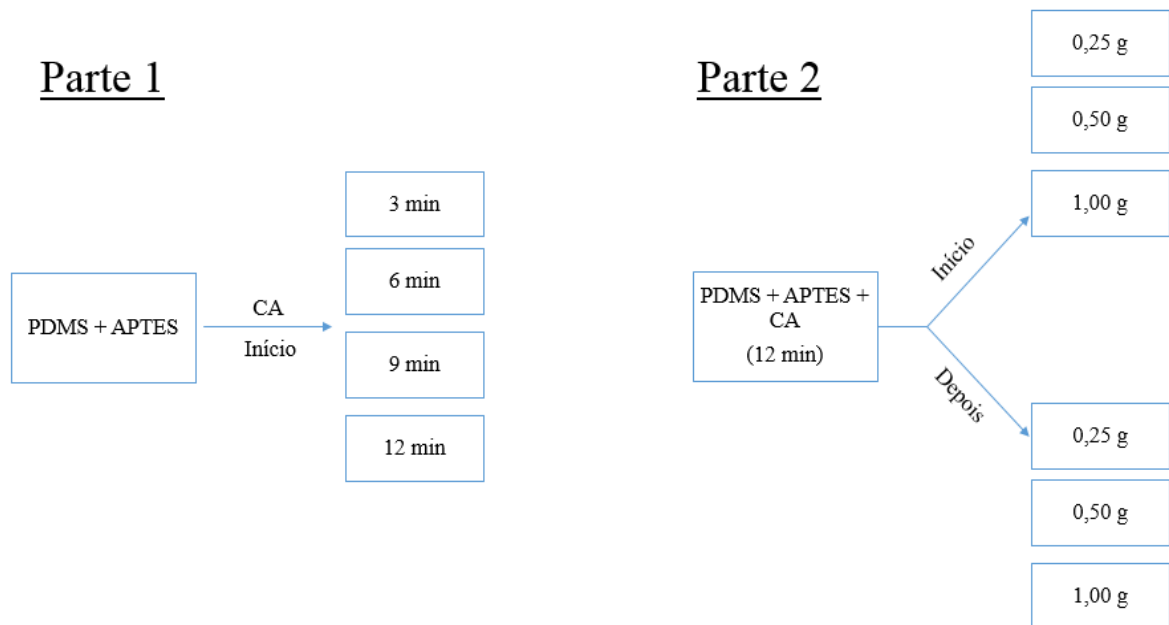 Parte 1
PDMS + APTES
CA
Início
3 min
6 min
9 min
12 min
Parte 2
PDMS + APTES +
CA
(12 min)
Início
0,25 g
0,50 g
1,00 g
Depois
0,25 g
0,50 g
1,00 g